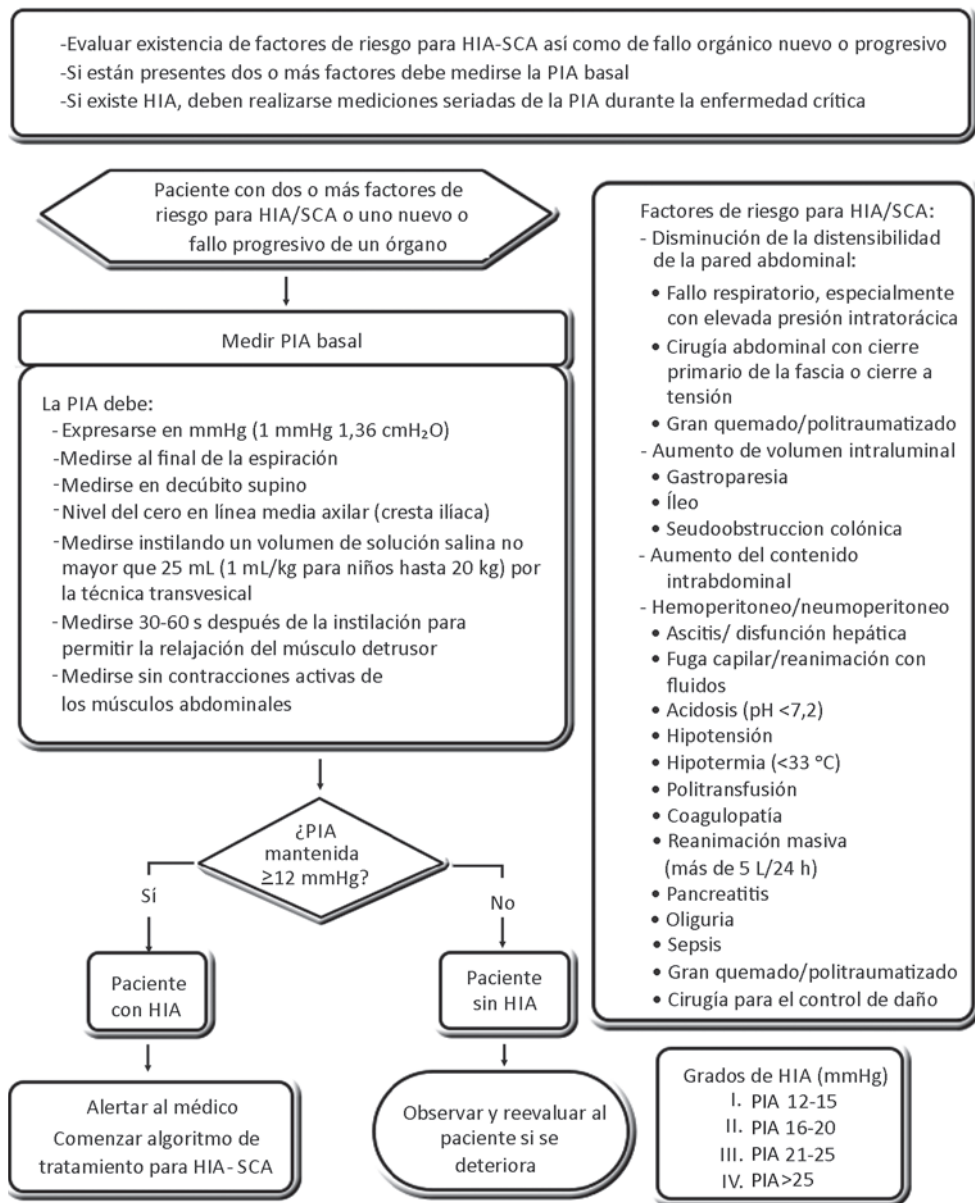 -Evaluar existencia de factores de riesgo para HIA-SCA así como de fallo orgánico nuevo o progresivo
-Si están presentes dos o más factores debe medirse la PIA basal
-Si existe HIA, deben realizarse mediciones seriadas de la PIA durante la enfermedad crítica
Paciente con dos o más factores de
riesgo para HIA/SCA o uno nuevo o
fallo progresivo de un órgano
Medir PIA basal
La PIA debe:
-Expresarse en mmHg (1 mmHg 1,36 cmH₂O)
-Medirse al final de la espiración
-Medirse en decúbito supino
-Nivel del cero en línea media axilar (cresta ilíaca)
-Medirse instilando un volumen de solución salina no
mayor que 25 mL (1 mL/kg para niños hasta 20 kg) por
la técnica transvesical
-Medirse 30-60 s después de la instilación para
permitir la relajación del músculo detrusor
-Medirse sin contracciones activas de
los músculos abdominales
¿PIA
mantenida
≥12 mmHg?
Sí
No
Paciente
con HIA
Paciente
sin HIA
Alertar al médico
Comenzar algoritmo de
tratamiento para HIA- SCA
Observar y reevaluar al
paciente si se
deteriora
Factores de riesgo para HIA/SCA:
- Disminución de la distensibilidad
de la pared abdominal:
• Fallo respiratorio, especialmente
con elevada presión intratorácica
• Cirugía abdominal con cierre
primario de la fascia o cierre a
tensión
• Gran quemado/politraumatizado
- Aumento de volumen intraluminal
• Gastroparesia
• Íleo
• Seudoobstruccion colónica
- Aumento del contenido
intrabdominal
- Hemoperitoneo/neumoperitoneo
• Ascitis/ disfunción hepática
• Fuga capilar/reanimación con
fluidos
• Acidosis (pH <7,2)
• Hipotensión
• Hipotermia (<33 °C)
• Politransfusión
• Coagulopatía
• Reanimación masiva
(más de 5 L/24 h)
• Pancreatitis
• Oliguria
• Sepsis
• Gran quemado/politraumatizado
• Cirugía para el control de daño
Grados de HIA (mmHg)
I. PIA 12-15
II. PIA 16-20
III. PIA 21-25
IV. PIA>25